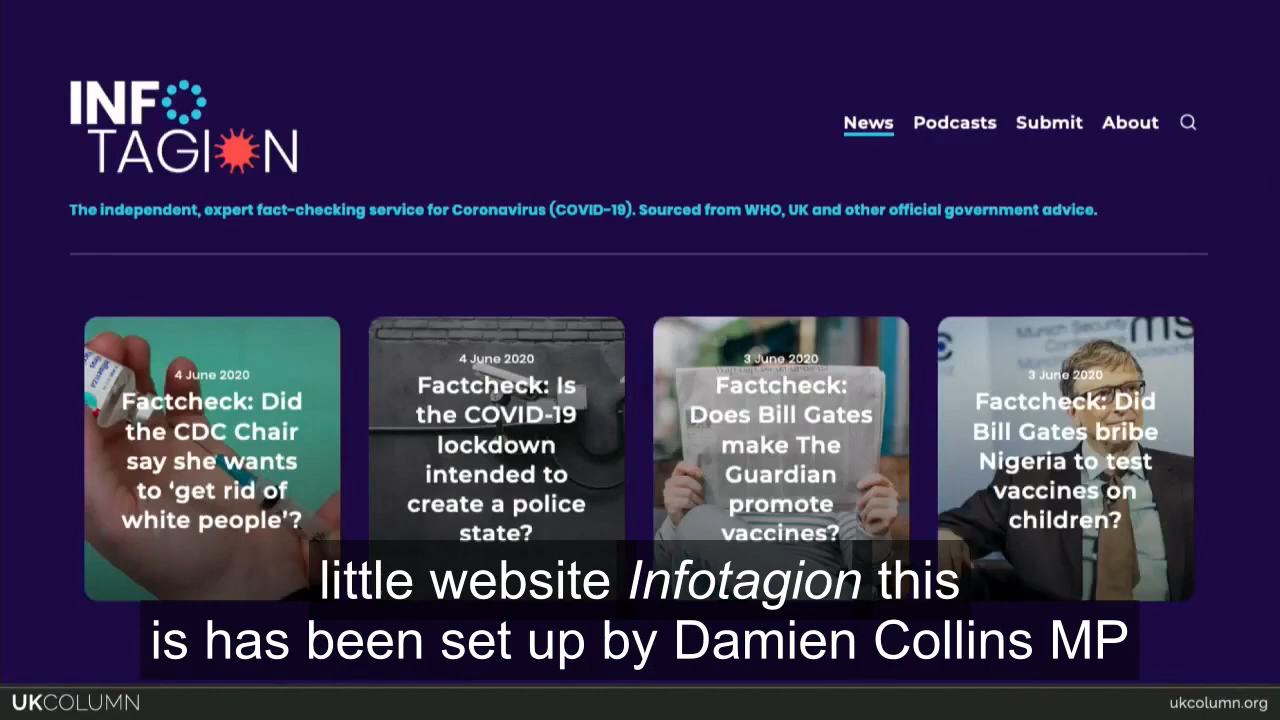 INFO
TAGION
News Podcasts Submit About
The independent, expert fact-checking service for Coronavirus (COVID-19). Sourced from WHO, UK and other official government advice.
4 June 2020
Factcheck: Did
the CDC Chair
say she wants
to ‘get rid of
white people’?
4 June 2020
Factcheck: Is
the COVID-19
lockdown
intended to
create a police
state?
3 June 2020
Factcheck:
Does Bill Gates
make The
Guardian
promote
vaccines?
3 June 2020
Factcheck: Did
Bill Gates bribe
Nigeria to test
vaccines on
children?
little website Infotagion this
is has been set up by Damien Collins MP
UKCOLUMN
ukcolumn.org